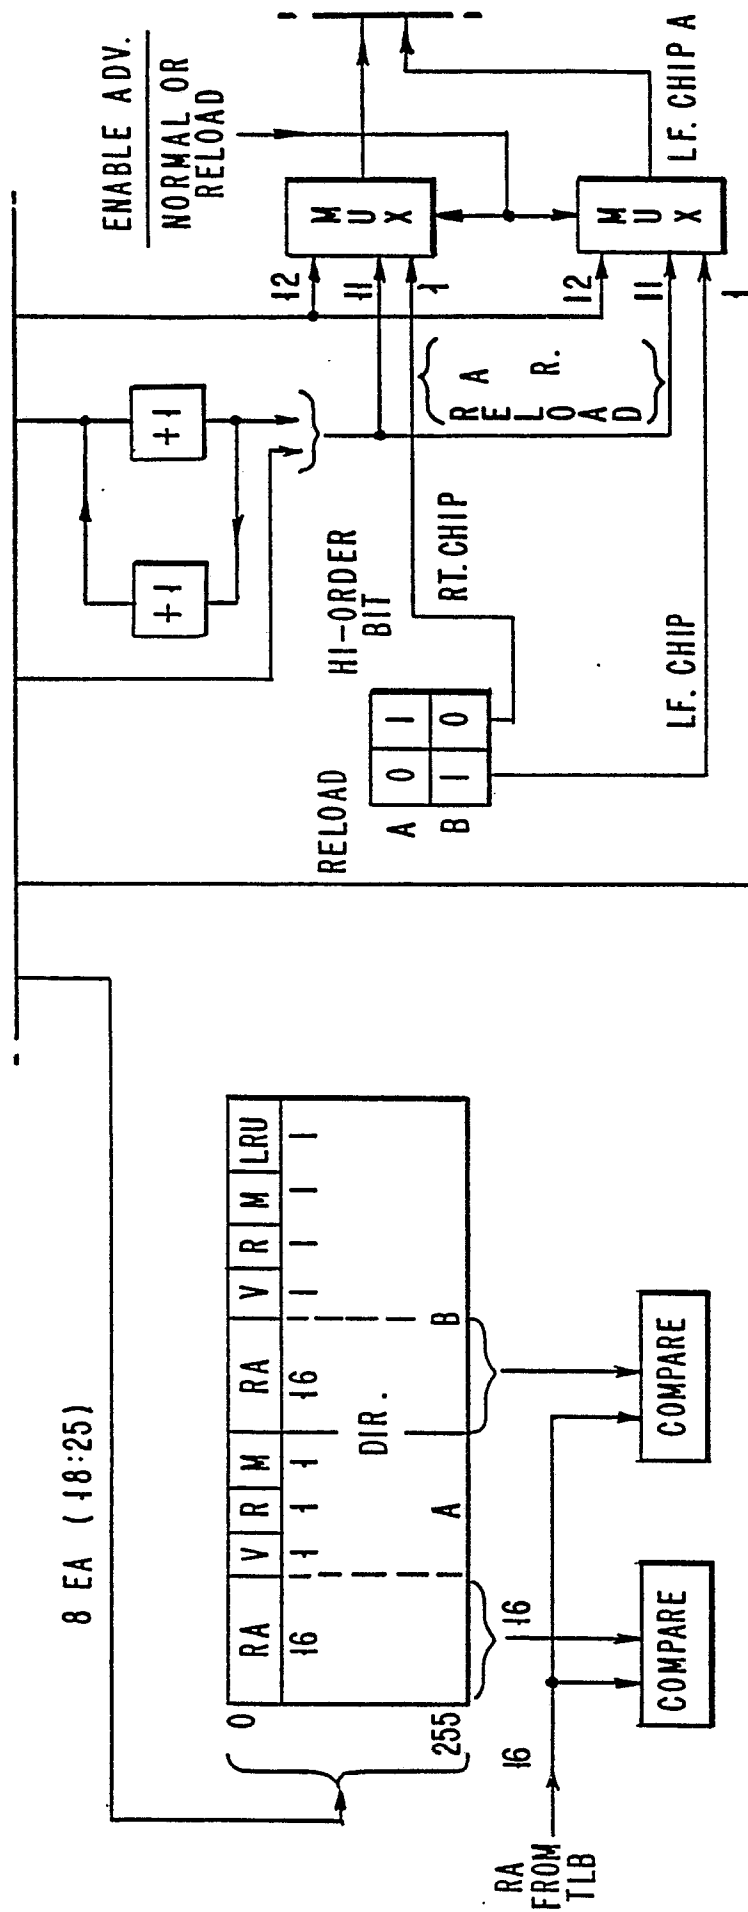 8 EA (18:25)
RA V R M RA V R M LRU
16 1 1 1 16 1 1 1 1
DIR.
A B
0
255
16
16
RA
FROM
TLB
COMPARE
COMPARE
+1
+1
RELOAD
A 0 1
B 1 0
HI-ORDER
BIT
RT. CHIP
LF. CHIP
RAR.
RELOAD
ENABLE ADV.
NORMAL OR
RELOAD
12
11
1
MUX
12
11
1
MUX
LF. CHIP A